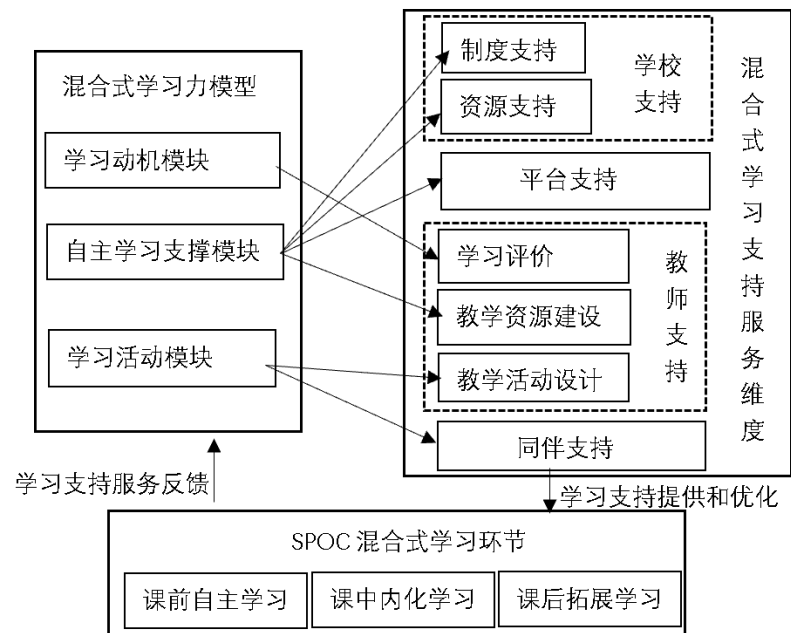 混合式学习力模型
学习动机模块
自主学习支撑模块
学习活动模块
制度支持
资源支持
学校
支持
平台支持
学习评价
教学资源建设
教学活动设计
教
师
支
持
同伴支持
混
合
式
学
习
支
持
服
务
维
度
学习支持服务反馈
学习支持提供和优化
SPOC 混合式学习环节
课前自主学习
课中内化学习
课后拓展学习